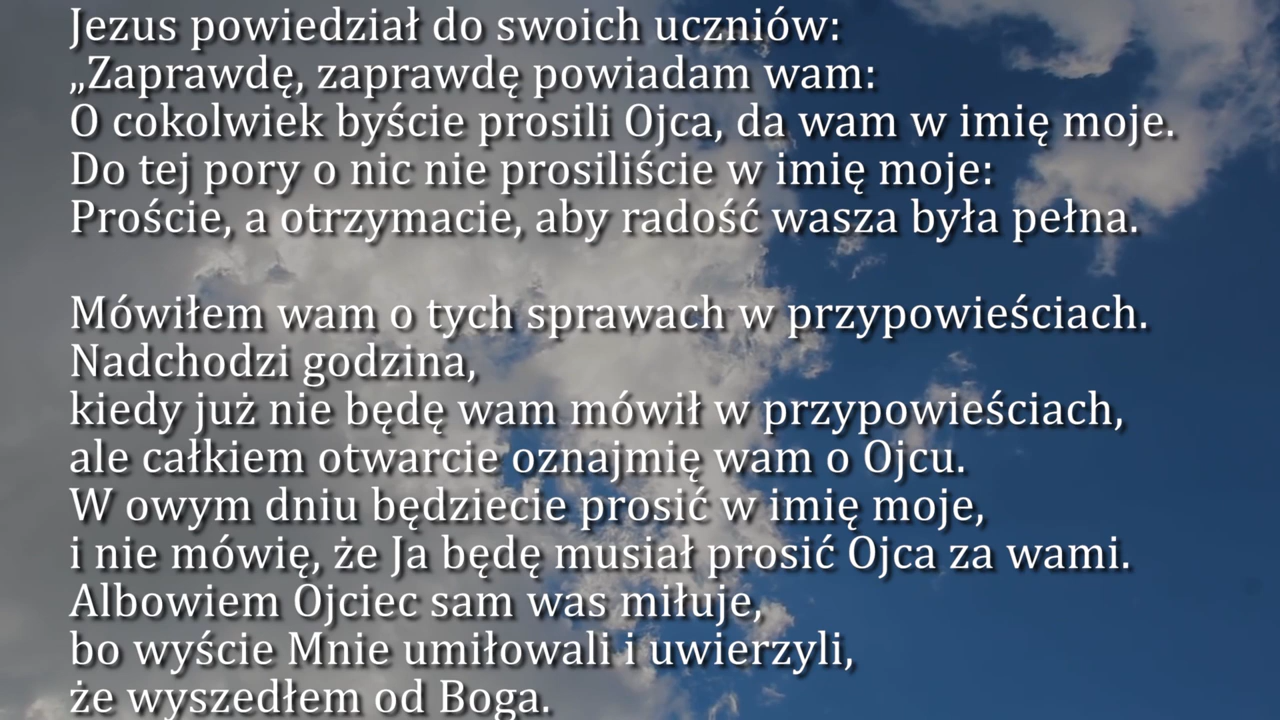 Jezus powiedział do swoich uczniów:
„Zaprawdę, zaprawdę powiadam wam:
O cokolwiek byście prosili Ojca, da wam w imię moje.
Do tej pory o nic nie prosiliście w imię moje:
Proście, a otrzymacie, aby radość wasza była pełna.
Mówiłem wam o tych sprawach w przypowieściach.
Nadchodzi godzina,
kiedy już nie będę wam mówił w przypowieściach,
ale całkiem otwarcie oznajmię wam o Ojcu.
W owym dniu będziecie prosić w imię moje,
i nie mówię, że Ja będę musiał prosić Ojca za wami.
Albowiem Ojciec sam was miłuje,
bo wyście Mnie umiłowali i uwierzyli,
że wyszedłem od Boga.